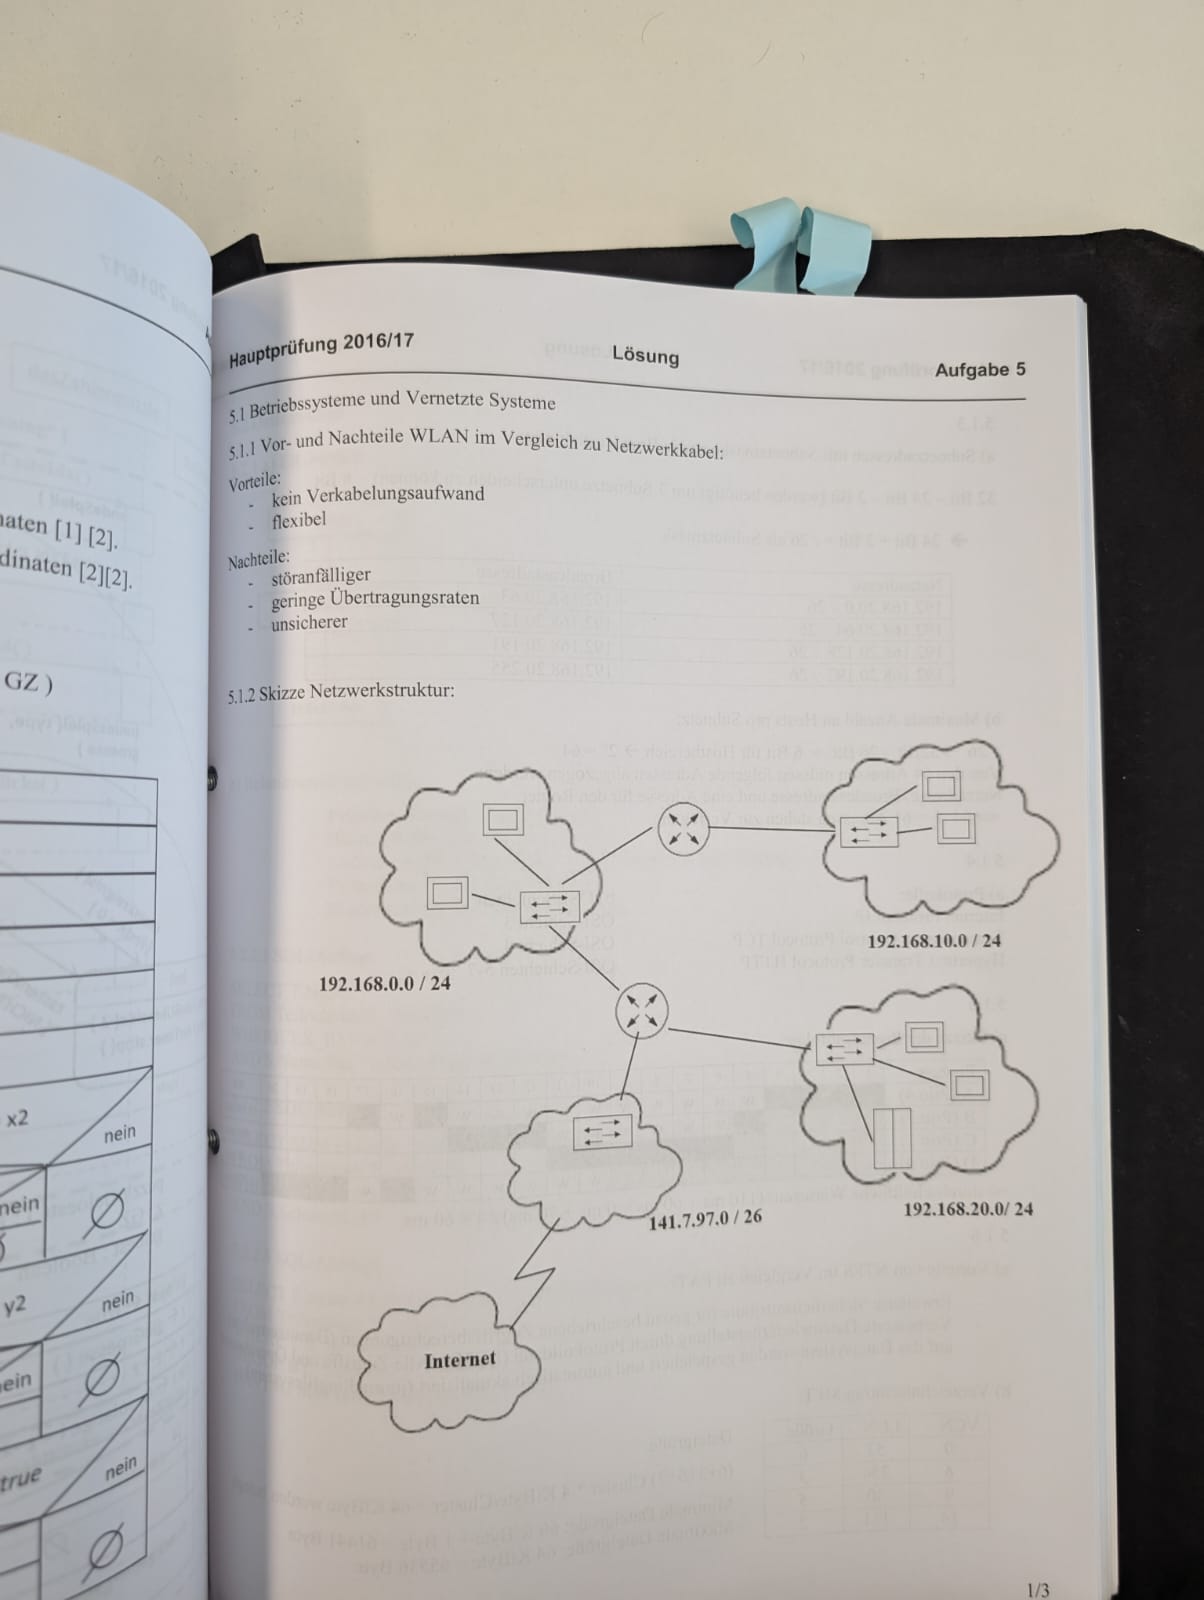 naten [1] [2].
dinaten [2][2].
GZ )
x2
nein
nein
y2
nein
ein
true
nein
Hauptprüfung 2016/17
Lösung
Aufgabe 5
5.1 Betriebssysteme und Vernetzte Systeme
5.1.1 Vor- und Nachteile WLAN im Vergleich zu Netzwerkkabel:
Vorteile:
- kein Verkabelungsaufwand
- flexibel
Nachteile:
- störanfälliger
- geringe Übertragungsraten
- unsicherer
5.1.2 Skizze Netzwerkstruktur:
192.168.10.0 / 24
192.168.0.0 / 24
192.168.20.0/ 24
141.7.97.0 / 26
Internet
1/3